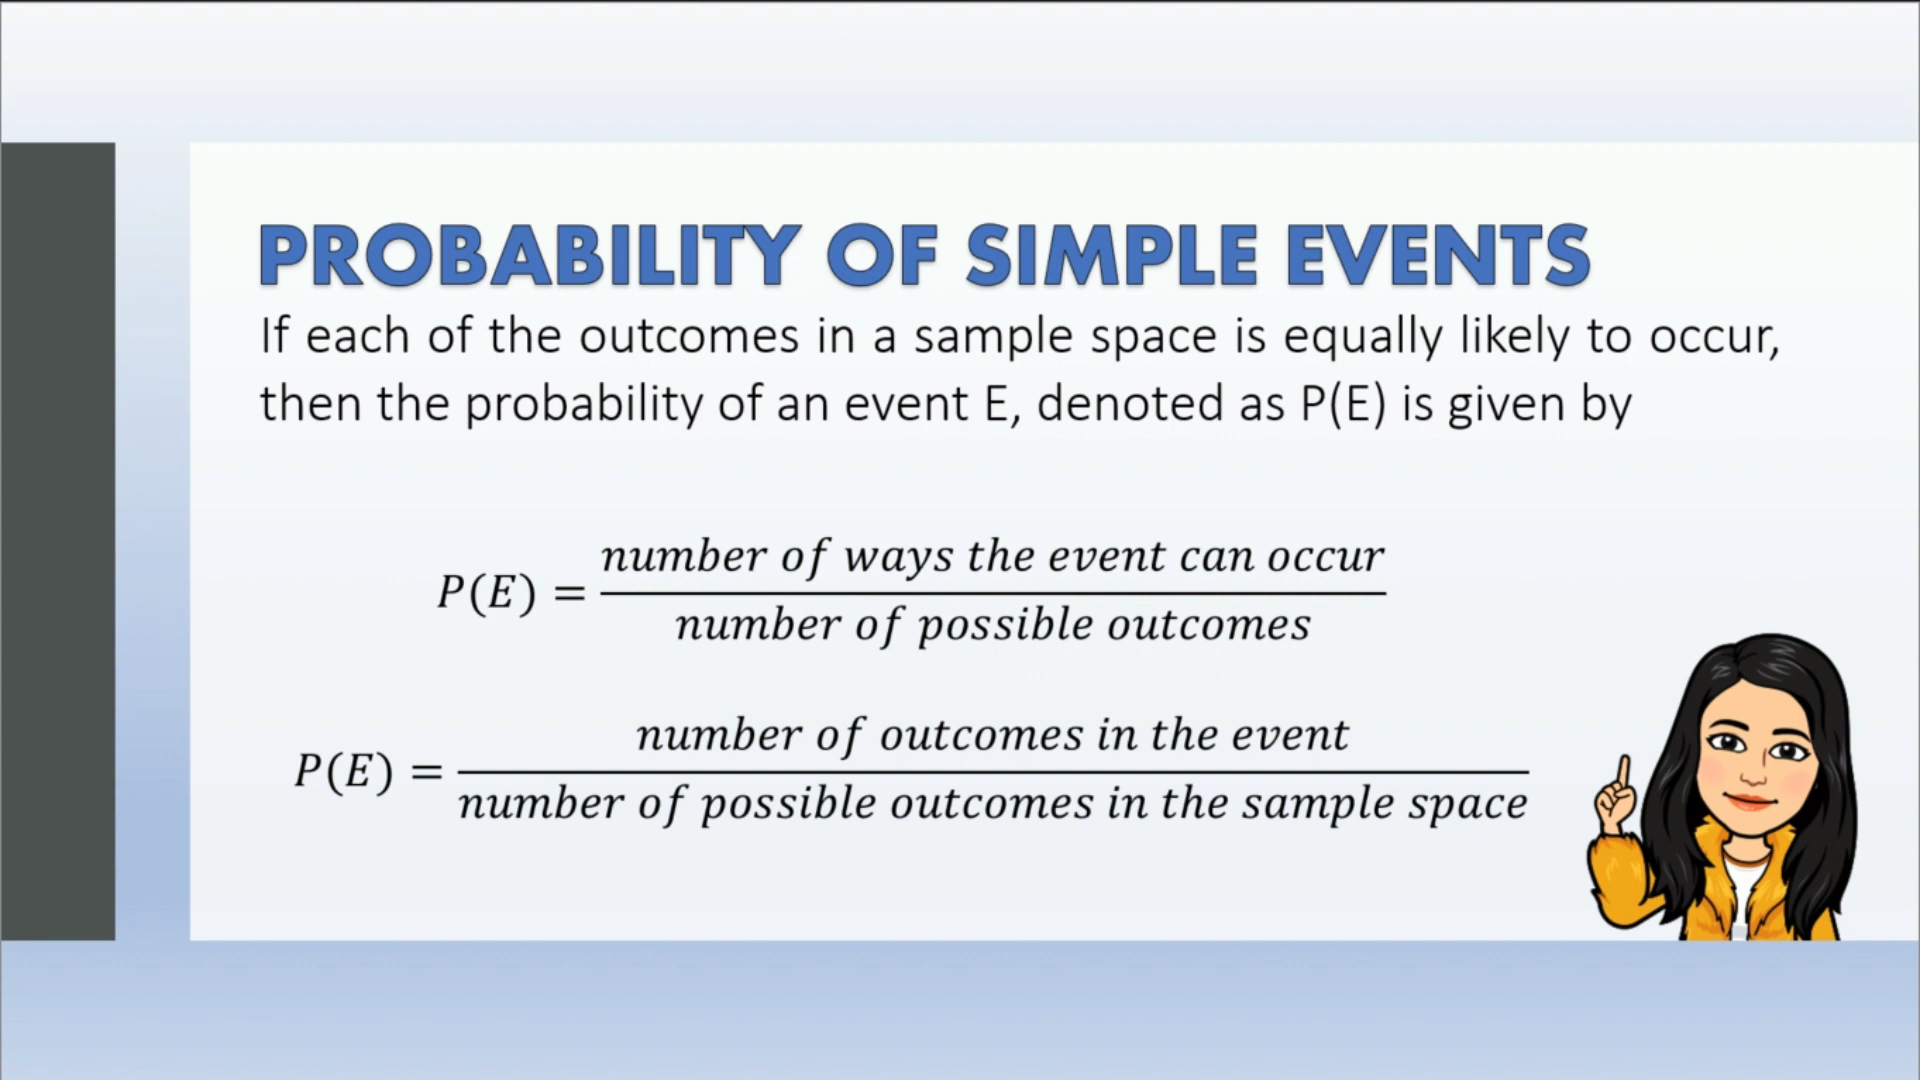 PROBABILITY OF SIMPLE EVENTS
If each of the outcomes in a sample space is equally likely to occur,
then the probability of an event E, denoted as P(E) is given by
P(E) = number of ways the event can occur / number of possible outcomes
P(E) = number of outcomes in the event / number of possible outcomes in the sample space